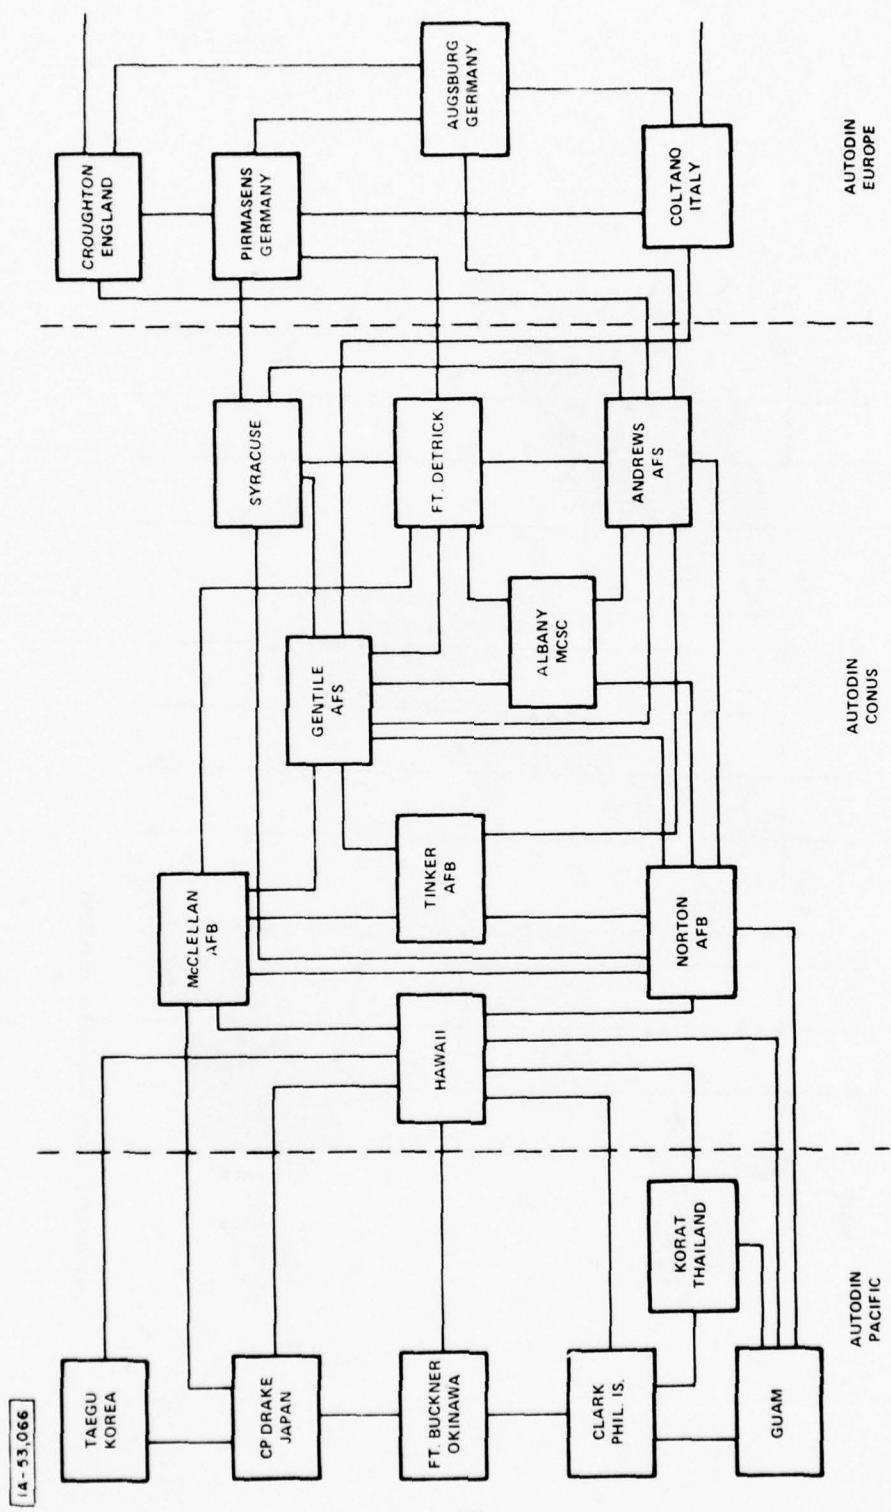 IA-53,066
TAEGU
KOREA
CP DRAKE
JAPAN
FT. BUCKNER
OKINAWA
CLARK
PHIL. IS.
GUAM
KORAT
THAILAND
AUTODIN
PACIFIC
HAWAII
McCLELLAN
AFB
TINKER
AFB
NORTON
AFB
GENTILE
AFS
ALBANY
MCSC
SYRACUSE
FT. DETRICK
ANDREWS
AFS
AUTODIN
CONUS
CROUGHTON
ENGLAND
PIRMASENS
GERMANY
AUGSBURG
GERMANY
COLTANO
ITALY
AUTODIN
EUROPE